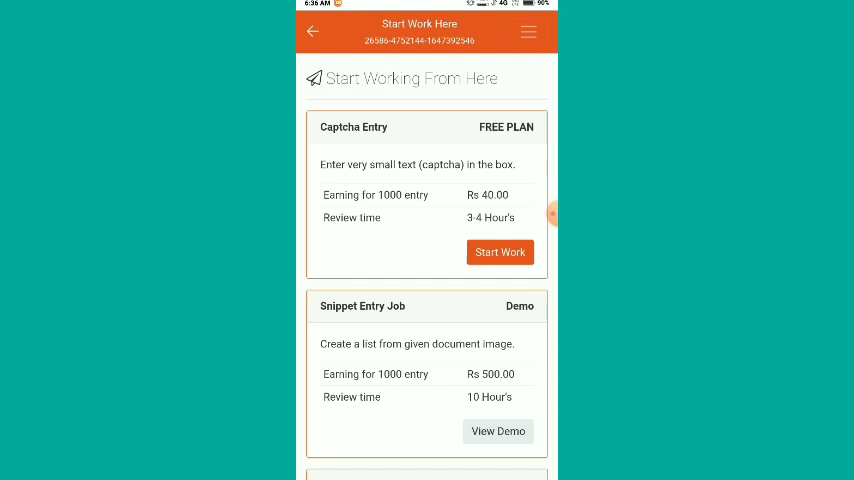 6:36 AM
4G
90%
Start Work Here
26586-4752144-1647392546
Start Working From Here
Captcha Entry
FREE PLAN
Enter very small text (captcha) in the box.
Earning for 1000 entry
Rs 40.00
Review time
3-4 Hour's
Start Work
Snippet Entry Job
Demo
Create a list from given document image.
Earning for 1000 entry
Rs 500.00
Review time
10 Hour's
View Demo